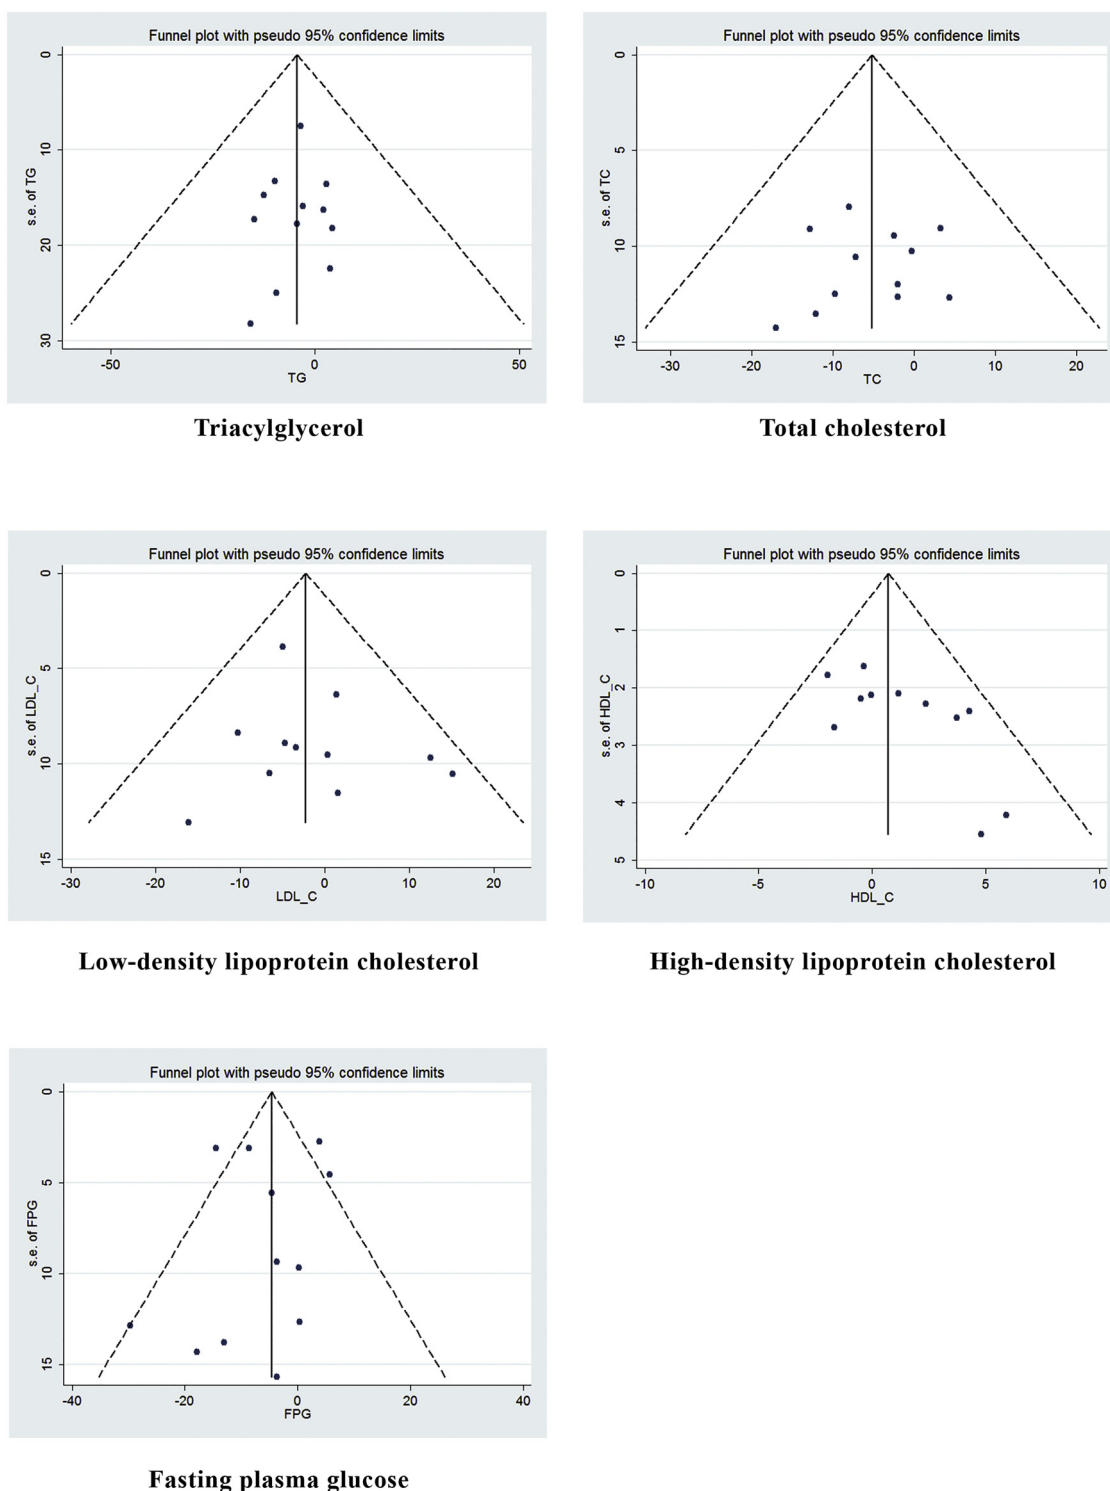 Funnel plot with pseudo 95% confidence limits
s.e. of TG
0
10
20
30
-50 0 50
TG
Triacylglycerol
Funnel plot with pseudo 95% confidence limits
s.e. of TC
0
5
10
15
-30 -20 -10 0 10 20
TC
Total cholesterol
Funnel plot with pseudo 95% confidence limits
s.e. of LDL_C
0
5
10
15
-30 -20 -10 0 10 20
LDL_C
Low-density lipoprotein cholesterol
Funnel plot with pseudo 95% confidence limits
s.e. of HDL_C
0
1
2
3
4
5
-10 -5 0 5 10
HDL_C
High-density lipoprotein cholesterol
Funnel plot with pseudo 95% confidence limits
s.e. of FPG
0
5
10
15
-40 -20 0 20 40
FPG
Fasting plasma glucose